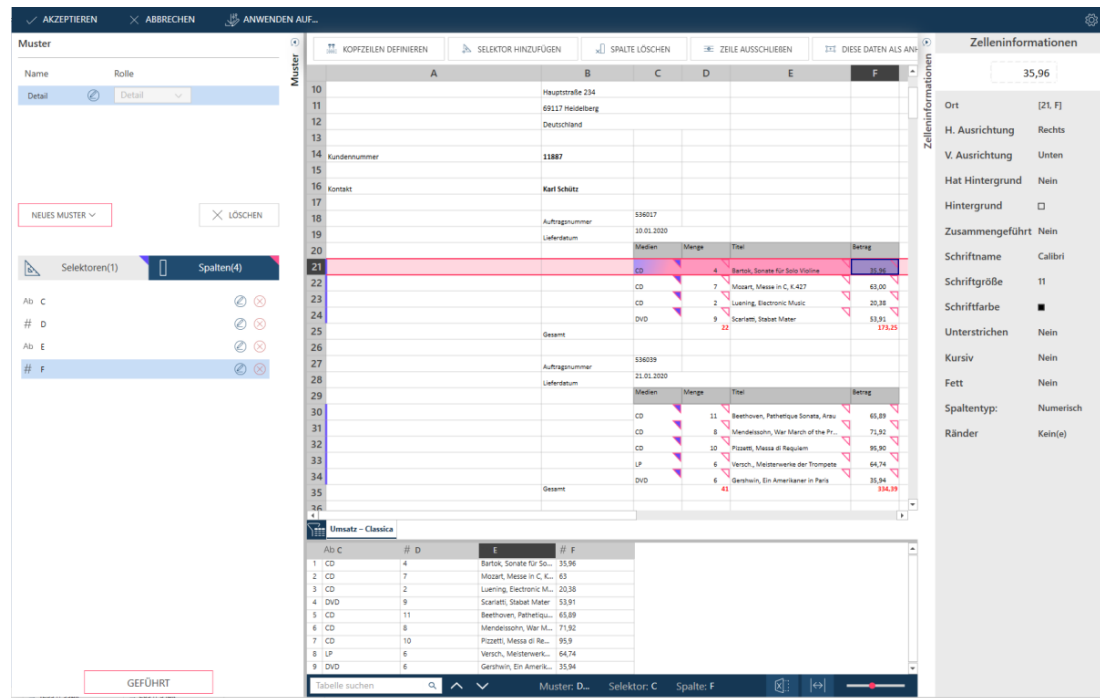 AKZEPTIEREN ABBRECHEN ANWENDEN AUF...
Muster
Name Rolle
Detail Detail
NEUES MUSTER LÖSCHEN
Selektoren(1) Spalten(4)
Ab C
# D
Ab E
# F
GEFÜHRT
Muster
KOPFZEILEN DEFINIEREN SELEKTOR HINZUFÜGEN SPALTE LÖSCHEN ZEILE AUSSCHLIEßEN DIESE DATEN ALS ANH
A B C D E F
10 Hauptstraße 234
11 69117 Heidelberg
12 Deutschland
13
14 Kundennummer 11887
15
16 Kontakt Karl Schütz
17
18 Auftragsnummer 536017
19 Lieferdatum 10.01.2020
20 Medien Menge Titel Betrag
21 CD 4 Bartok, Sonate für Solo Violine 35,96
22 CD 7 Mozart, Messe in C, K.427 63,00
23 CD 2 Luening, Electronic Music 20,38
24 DVD 9 Scarlatti, Stabat Mater 53,91
25 Gesamt 22 173,25
26
27 Auftragsnummer 536039
28 Lieferdatum 21.01.2020
29 Medien Menge Titel Betrag
30 CD 11 Beethoven, Pathetique Sonata, Arau 65,89
31 CD 8 Mendelssohn, War March of the Pr... 71,92
32 CD 10 Pizzetti, Messa di Requiem 95,90
33 LP 6 Versch., Meisterwerke der Trompete 64,74
34 DVD 6 Gershwin, Ein Amerikaner in Paris 35,94
35 Gesamt 41 334,39
36
Umsatz – Classica
Ab C # D E # F
1 CD 4 Bartok, Sonate für So... 35,96
2 CD 7 Mozart, Messe in C, K... 63
3 CD 2 Luening, Electronic M... 20,38
4 DVD 9 Scarlatti, Stabat Mater 53,91
5 CD 11 Beethoven, Pathetiqu... 65,89
6 CD 8 Mendelssohn, War M... 71,92
7 CD 10 Pizzetti, Messa di Re... 95,9
8 LP 6 Versch., Meisterwerk... 64,74
9 DVD 6 Gershwin, Ein Amerik... 35,94
Tabelle suchen Muster: D... Selektor: C Spalte: F
Zelleninformationen
Zelleninformationen
35,96
Ort [21, F]
H. Ausrichtung Rechts
V. Ausrichtung Unten
Hat Hintergrund Nein
Hintergrund
Zusammengeführt Nein
Schriftname Calibri
Schriftgröße 11
Schriftfarbe
Unterstrichen Nein
Kursiv Nein
Fett Nein
Spaltentyp: Numerisch
Ränder Kein(e)